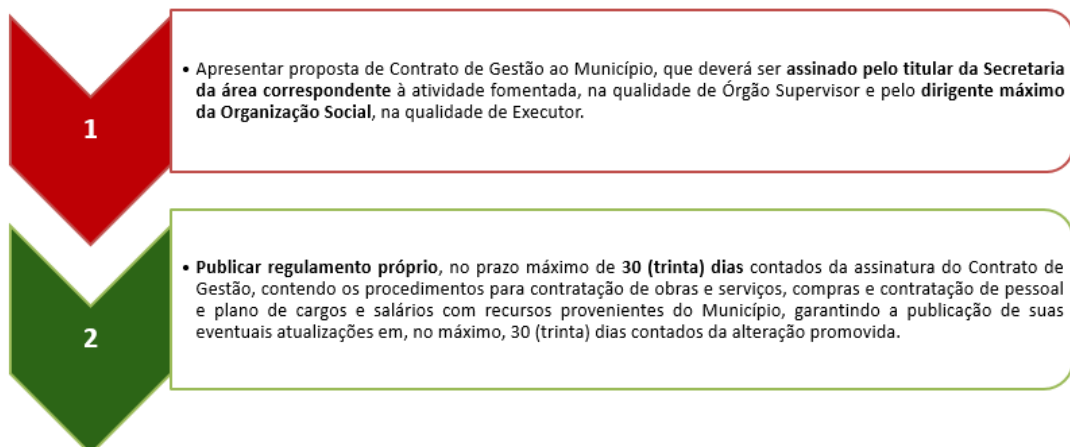 1
• Apresentar proposta de Contrato de Gestão ao Município, que deverá ser assinado pelo titular da Secretaria
da área correspondente à atividade fomentada, na qualidade de Órgão Supervisor e pelo dirigente máximo
da Organização Social, na qualidade de Executor.
2
• Publicar regulamento próprio, no prazo máximo de 30 (trinta) dias contados da assinatura do Contrato de
Gestão, contendo os procedimentos para contratação de obras e serviços, compras e contratação de pessoal
e plano de cargos e salários com recursos provenientes do Município, garantindo a publicação de suas
eventuais atualizações em, no máximo, 30 (trinta) dias contados da alteração promovida.